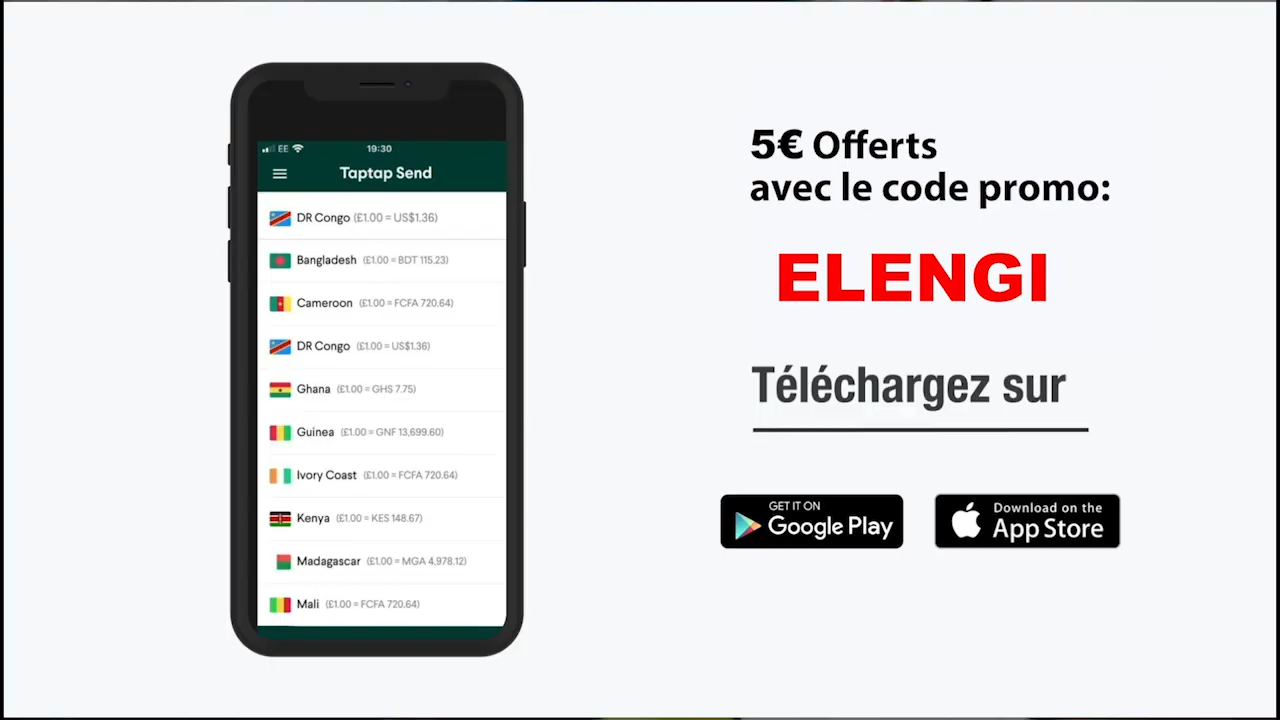 EE 19:30
Taptap Send
DR Congo (£1.00 = US$1.36)
Bangladesh (£1.00 = BDT 115.23)
Cameroon (£1.00 = FCFA 720.64)
DR Congo (£1.00 = US$1.36)
Ghana (£1.00 = GHS 7.75)
Guinea (£1.00 = GNF 13,699.60)
Ivory Coast (£1.00 = FCFA 720.64)
Kenya (£1.00 = KES 148.67)
Madagascar (£1.00 = MGA 4,978.12)
Mali (£1.00 = FCFA 720.64)
5€ Offerts
avec le code promo:
ELENGI
Téléchargez sur
GET IT ON
Google Play
Download on the
App Store